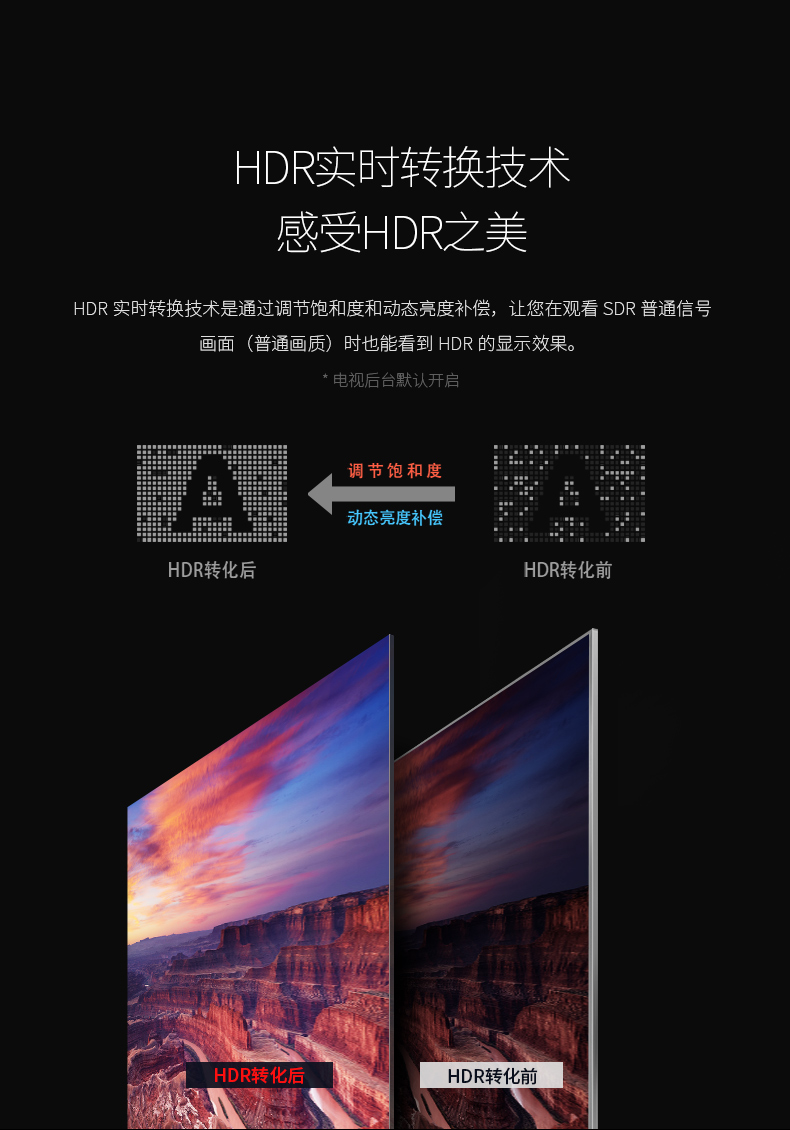 HDR实时转换技术
感受HDR之美
HDR 实时转换技术是通过调节饱和度和动态亮度补偿，让您在观看 SDR 普通信号
画面（普通画质）时也能看到 HDR 的显示效果。
* 电视后台默认开启
调节饱和度
动态亮度补偿
A
A
HDR转化后
HDR转化前
HDR转化后
HDR转化前